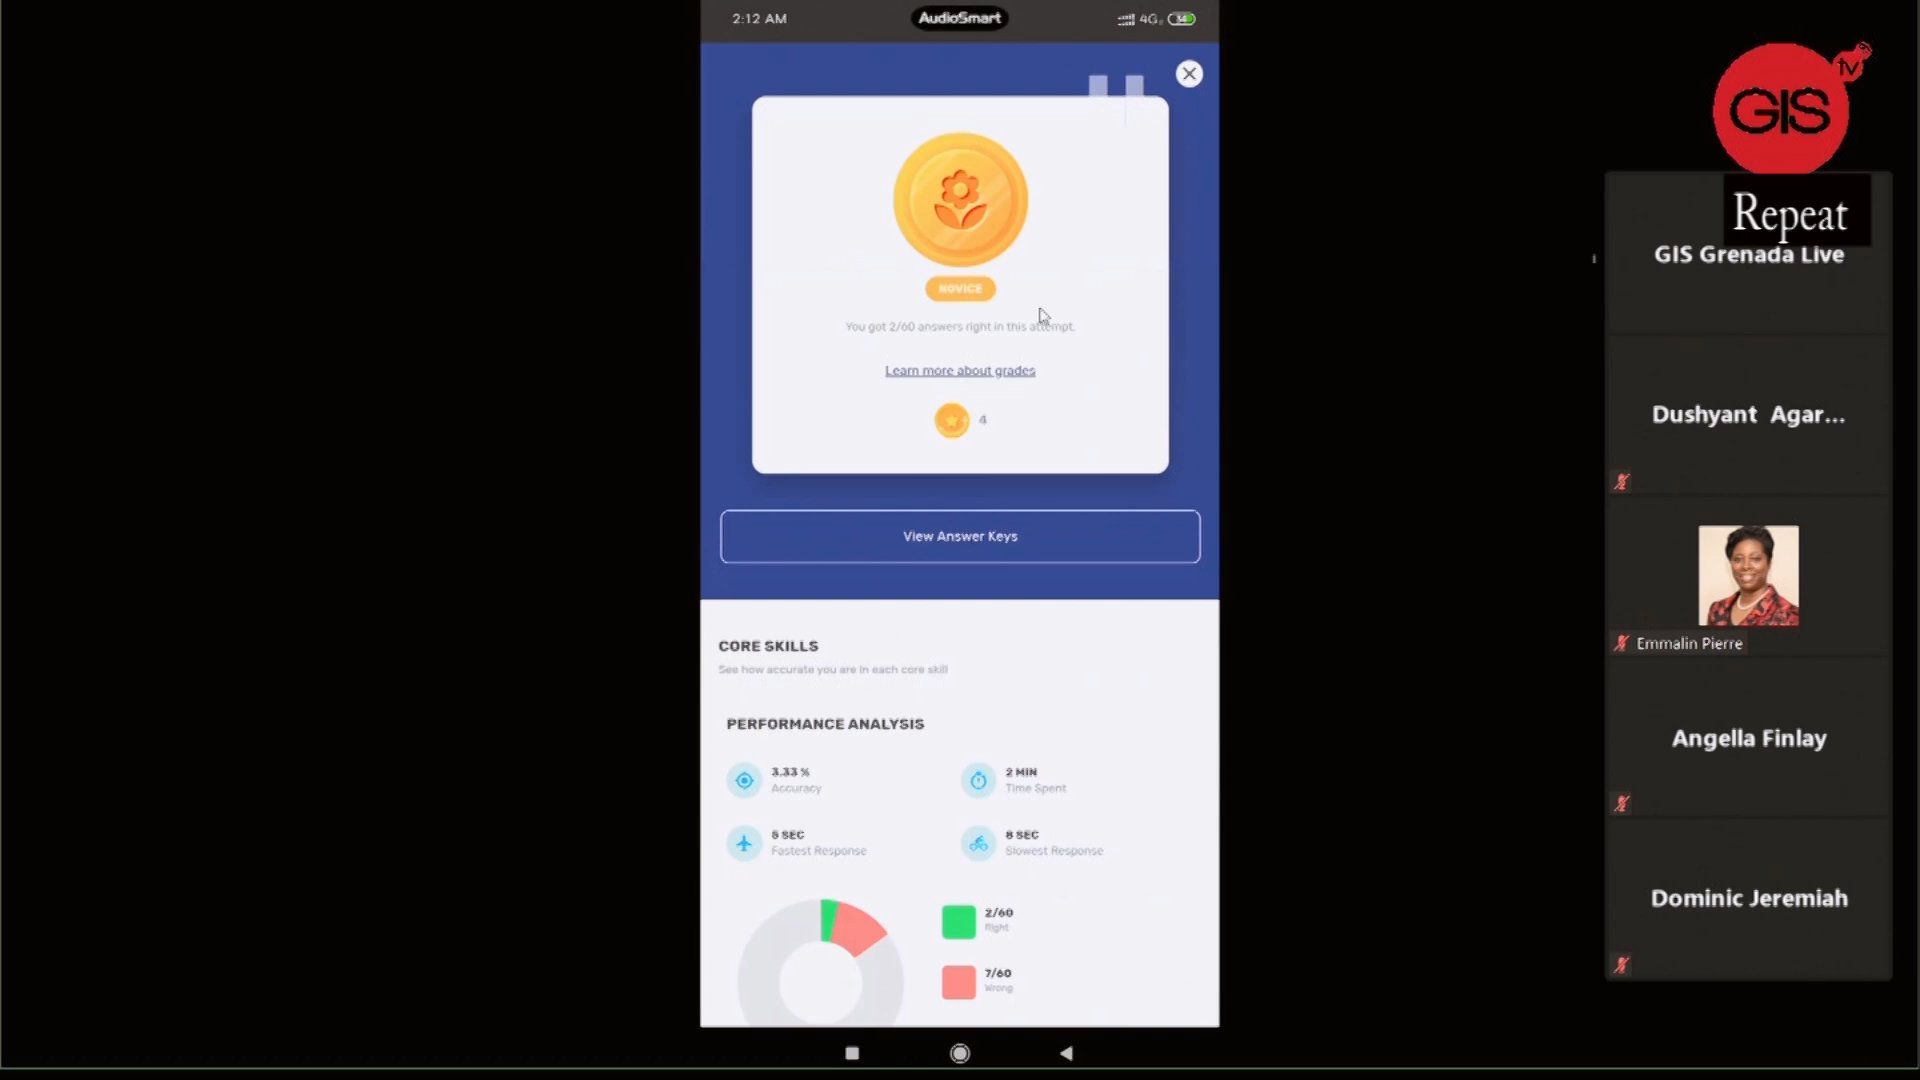 2:12 AM
AudioSmart
4G
34
NOVICE
You got 2/60 answers right in this attempt.
Learn more about grades
4
View Answer Keys
CORE SKILLS
See how accurate you are in each core skill
PERFORMANCE ANALYSIS
3.33 %
Accuracy
2 MIN
Time Spent
5 SEC
Fastest Response
8 SEC
Slowest Response
2/60
Right
7/60
Wrong
GIS
tv
Repeat
GIS Grenada Live
Dushyant Agar...
Emmalin Pierre
Angella Finlay
Dominic Jeremiah